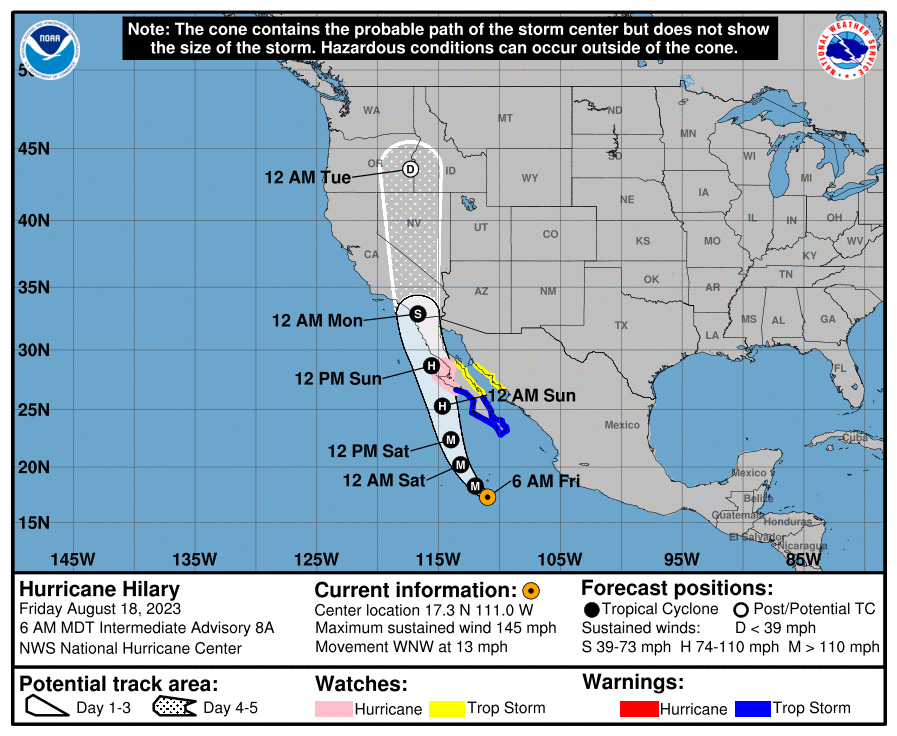 Note: The cone contains the probable path of the storm center but does not show
the size of the storm. Hazardous conditions can occur outside of the cone.
NOAA
NATIONAL WEATHER SERVICE
50N
WA
MT
ND
MN
45N
OR
ID
SD
WI
MI
12 AM Tue
D
WY
IA
NE
40N
NV
UT
CO
IL
IN
OH
KS
MO
WV
KY
CA
35N
AZ
NM
OK
TN
AR
12 AM Mon
S
TX
MS
AL
GA
LA
30N
12 PM Sun
H
FL
25N
H
12 AM Sun
Mexico
Cuba
12 PM Sat
M
20N
12 AM Sat
M
M
6 AM Fri
Mexico
Belize
15N
Guatemala
Honduras
El Salvador
Nicaragua
145W
135W
125W
115W
105W
95W
85W
Hurricane Hilary
Friday August 18, 2023
6 AM MDT Intermediate Advisory 8A
NWS National Hurricane Center
Current information:
Center location 17.3 N 111.0 W
Maximum sustained wind 145 mph
Movement WNW at 13 mph
Forecast positions:
Tropical Cyclone Post/Potential TC
Sustained winds: D < 39 mph
S 39-73 mph H 74-110 mph M > 110 mph
Potential track area:
Day 1-3 Day 4-5
Watches:
Hurricane Trop Storm
Warnings:
Hurricane Trop Storm